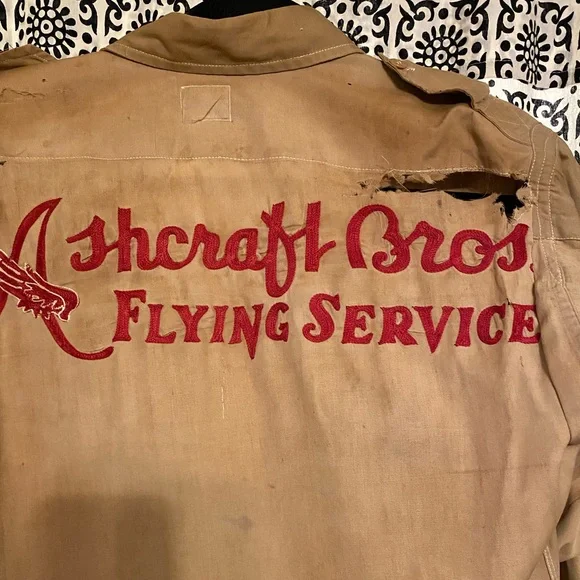 Ashcraft Bros.
FLYING SERVICE